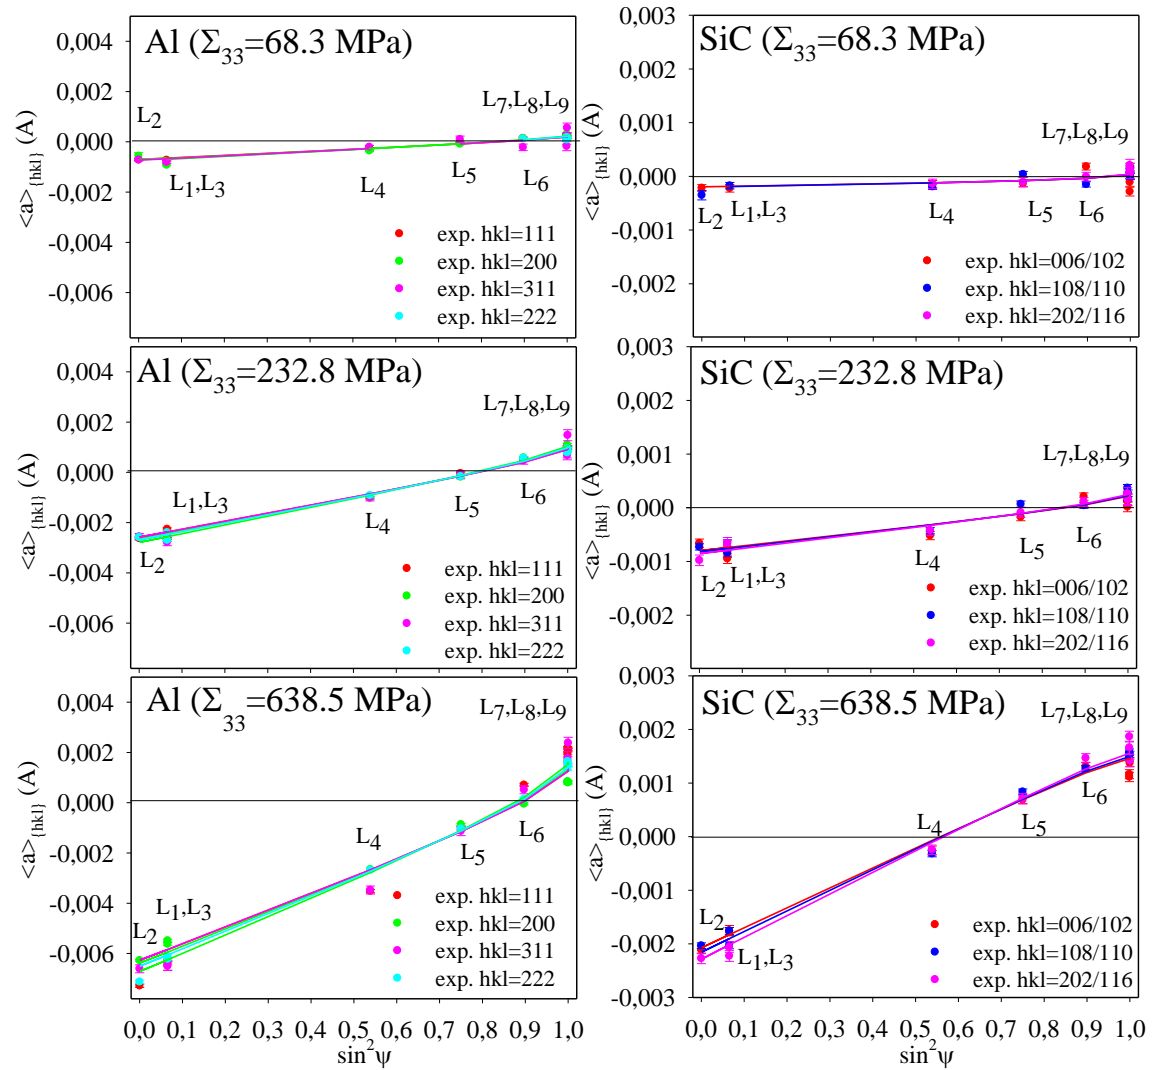 Al (Σ33=68.3 MPa)
<a>{hkl} (A)
0,004
0,002
0,000
-0,002
-0,004
-0,006
L2
L1,L3
L4
L5
L6
L7,L8,L9
exp. hkl=111
exp. hkl=200
exp. hkl=311
exp. hkl=222
SiC (Σ33=68.3 MPa)
<a>{hkl} (A)
0,003
0,002
0,001
0,000
-0,001
-0,002
-0,003
L7,L8,L9
L2
L1,L3
L4
L5
L6
exp. hkl=006/102
exp. hkl=108/110
exp. hkl=202/116
Al (Σ33=232.8 MPa)
<a>{hkl} (A)
0,004
0,002
0,000
-0,002
-0,004
-0,006
L7,L8,L9
L1,L3
L2
L4
L5
L6
exp. hkl=111
exp. hkl=200
exp. hkl=311
exp. hkl=222
SiC (Σ33=232.8 MPa)
<a>{hkl} (A)
0,003
0,002
0,001
0,000
-0,001
-0,002
-0,003
L7,L8,L9
L2
L1,L3
L4
L5
L6
exp. hkl=006/102
exp. hkl=108/110
exp. hkl=202/116
Al (Σ33=638.5 MPa)
<a>{hkl} (A)
0,004
0,002
0,000
-0,002
-0,004
-0,006
L7,L8,L9
L2
L1,L3
L4
L5
L6
exp. hkl=111
exp. hkl=200
exp. hkl=311
exp. hkl=222
0,0 0,1 0,2 0,3 0,4 0,5 0,6 0,7 0,8 0,9 1,0
sin²ψ
SiC (Σ33=638.5 MPa)
<a>{hkl} (A)
0,003
0,002
0,001
0,000
-0,001
-0,002
-0,003
L7,L8,L9
L2
L1,L3
L4
L5
L6
exp. hkl=006/102
exp. hkl=108/110
exp. hkl=202/116
0,0 0,1 0,2 0,3 0,4 0,5 0,6 0,7 0,8 0,9 1,0
sin²ψ